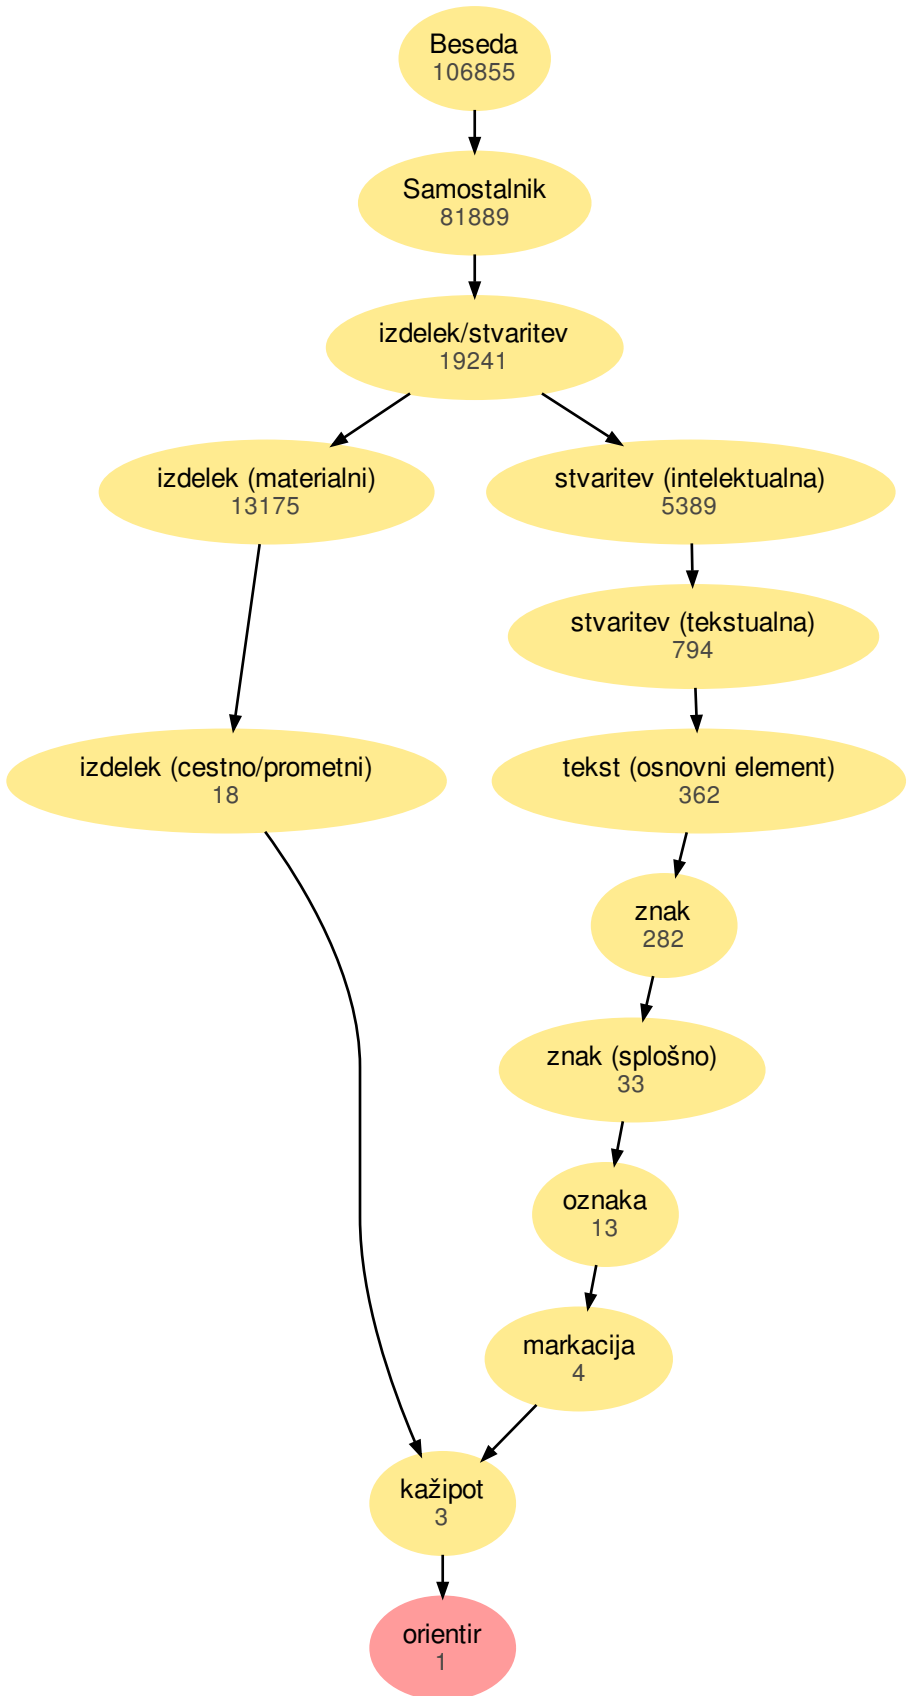 Beseda
106855
Samostalnik
81889
izdelek/stvaritev
19241
izdelek (materialni)
13175
stvaritev (intelektualna)
5389
stvaritev (tekstualna)
794
izdelek (cestno/prometni)
18
tekst (osnovni element)
362
znak
282
znak (splošno)
33
oznaka
13
markacija
4
kažipot
3
orientir
1